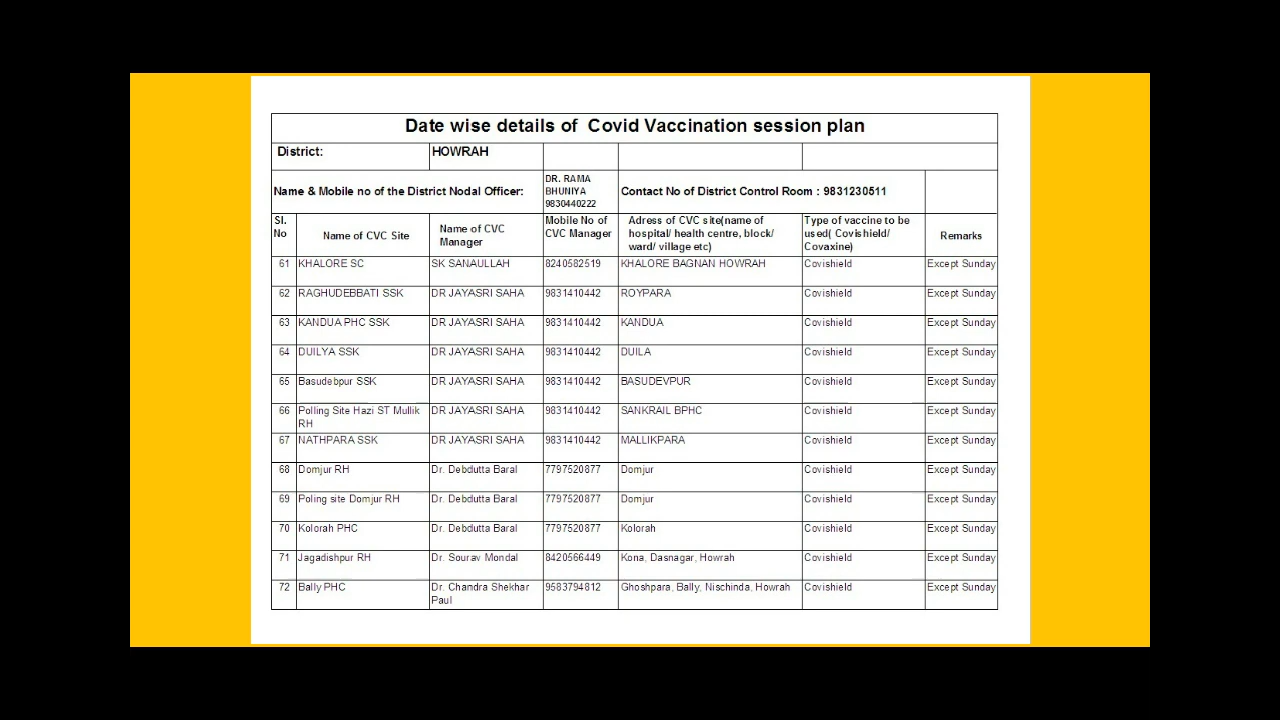 Date wise details of Covid Vaccination session plan
District: HOWRAH
Name & Mobile no of the District Nodal Officer: DR. RAMA BHUNIYA 9830440222 Contact No of District Control Room : 9831230511
Sl. No Name of CVC Site Name of CVC Manager Mobile No of CVC Manager Adress of CVC site(name of hospital/ health centre, block/ ward/ village etc) Type of vaccine to be used( Covishield/ Covaxine) Remarks
61 KHALORE SC SK SANAULLAH 8240582519 KHALORE BAGNAN HOWRAH Covishield Except Sunday
62 RAGHUDEBBATI SSK DR JAYASRI SAHA 9831410442 ROYPARA Covishield Except Sunday
63 KANDUA PHC SSK DR JAYASRI SAHA 9831410442 KANDUA Covishield Except Sunday
64 DUILYA SSK DR JAYASRI SAHA 9831410442 DUILA Covishield Except Sunday
65 Basudebpur SSK DR JAYASRI SAHA 9831410442 BASUDEVPUR Covishield Except Sunday
66 Polling Site Hazi ST Mullik RH DR JAYASRI SAHA 9831410442 SANKRAIL BPHC Covishield Except Sunday
67 NATHPARA SSK DR JAYASRI SAHA 9831410442 MALLIKPARA Covishield Except Sunday
68 Domjur RH Dr. Debdutta Baral 7797520877 Domjur Covishield Except Sunday
69 Poling site Domjur RH Dr. Debdutta Baral 7797520877 Domjur Covishield Except Sunday
70 Kolorah PHC Dr. Debdutta Baral 7797520877 Kolorah Covishield Except Sunday
71 Jagadishpur RH Dr. Sourav Mondal 8420566449 Kona, Dasnagar, Howrah Covishield Except Sunday
72 Bally PHC Dr. Chandra Shekhar Paul 9583794812 Ghoshpara, Bally, Nischinda, Howrah Covishield Except Sunday